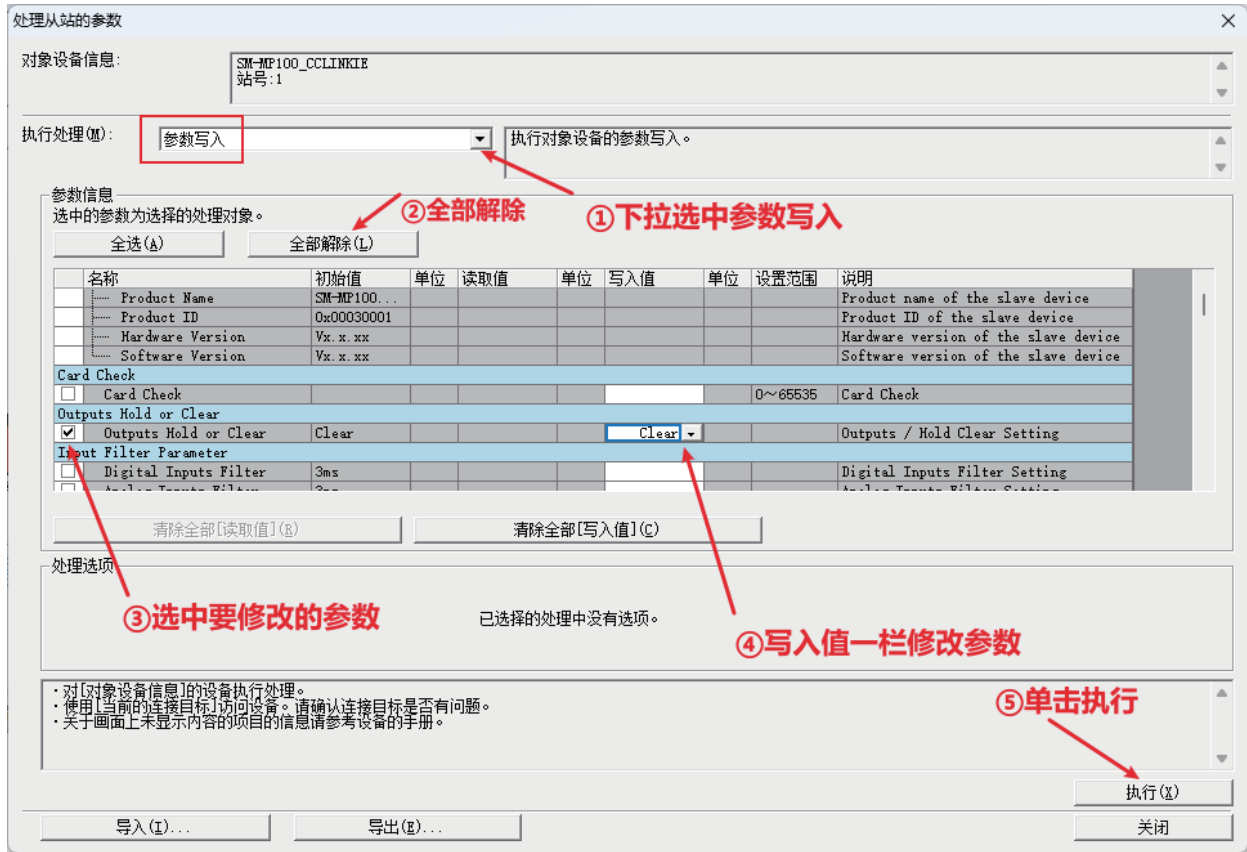 处理从站的参数
对象设备信息:
SM-MP100_CCLINKIE
站号:1
执行处理(M):
参数写入
执行对象设备的参数写入。
参数信息
选中的参数为选择的处理对象。
②全部解除
①下拉选中参数写入
全选(A)
全部解除(L)
名称 初始值 单位 读取值 单位 写入值 单位 设置范围 说明
Product Name SM-MP100... Product name of the slave device
Product ID 0x00030001 Product ID of the slave device
Hardware Version Vx.x.xx Hardware version of the slave device
Software Version Vx.x.xx Software version of the slave device
Card Check
Card Check 0~65535 Card Check
Outputs Hold or Clear
Outputs Hold or Clear Clear Clear Outputs / Hold Clear Setting
Input Filter Parameter
Digital Inputs Filter 3ms Digital Inputs Filter Setting
Analog Inputs Filter 3ms Analog Inputs Filter Setting
清除全部[读取值](R)
清除全部[写入值](C)
处理选项
③选中要修改的参数
已选择的处理中没有选项。
④写入值一栏修改参数
·对[对象设备信息]的设备执行处理。
·使用[当前的连接目标]访问设备。请确认连接目标是否有问题。
·关于画面上未显示内容的项目的信息请参考设备的手册。
⑤单击执行
执行(X)
导入(I)...
导出(E)...
关闭